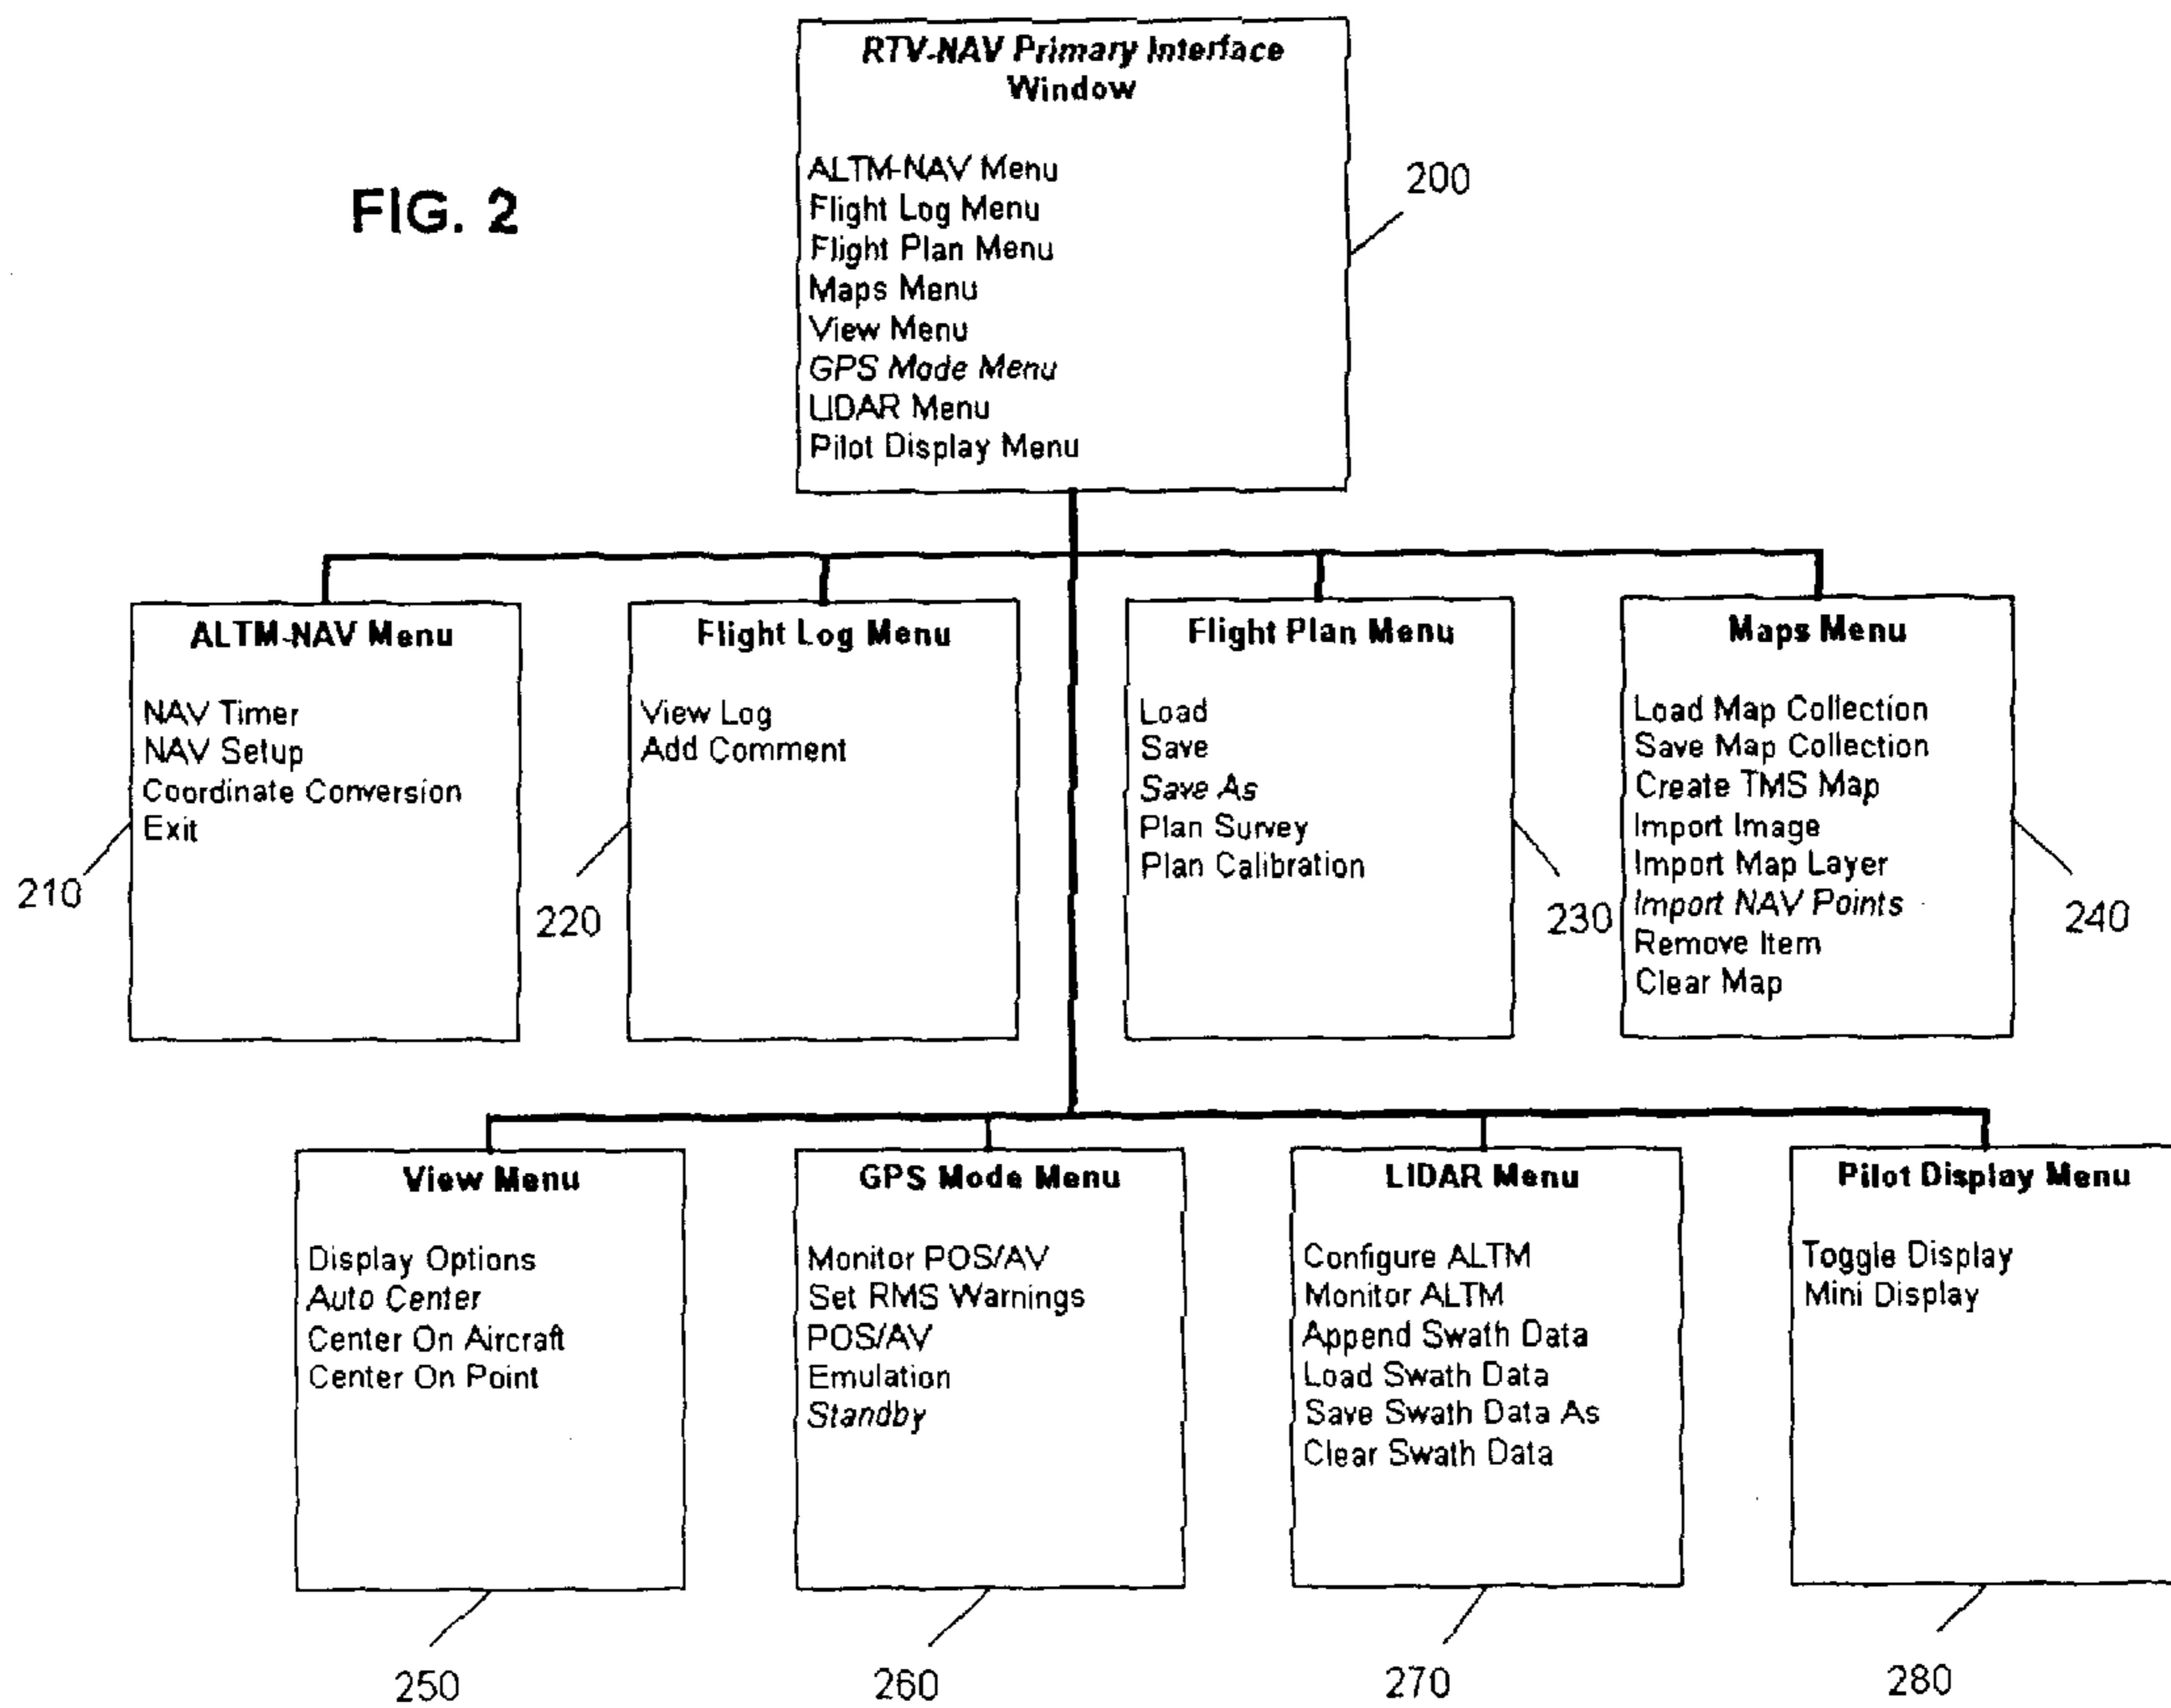 FIG. 2
RTV-NAV Primary Interface
Window
ALTM-NAV Menu
Flight Log Menu
Flight Plan Menu
Maps Menu
View Menu
GPS Mode Menu
LIDAR Menu
Pilot Display Menu
200
ALTM-NAV Menu
NAV Timer
NAV Setup
Coordinate Conversion
Exit
210
Flight Log Menu
View Log
Add Comment
220
Flight Plan Menu
Load
Save
Save As
Plan Survey
Plan Calibration
230
Maps Menu
Load Map Collection
Save Map Collection
Create TMS Map
Import Image
Import Map Layer
Import NAV Points
Remove Item
Clear Map
240
View Menu
Display Options
Auto Center
Center On Aircraft
Center On Point
250
GPS Mode Menu
Monitor POS/AV
Set RMS Warnings
POS/AV
Emulation
Standby
260
LIDAR Menu
Configure ALTM
Monitor ALTM
Append Swath Data
Load Swath Data
Save Swath Data As
Clear Swath Data
270
Pilot Display Menu
Toggle Display
Mini Display
280